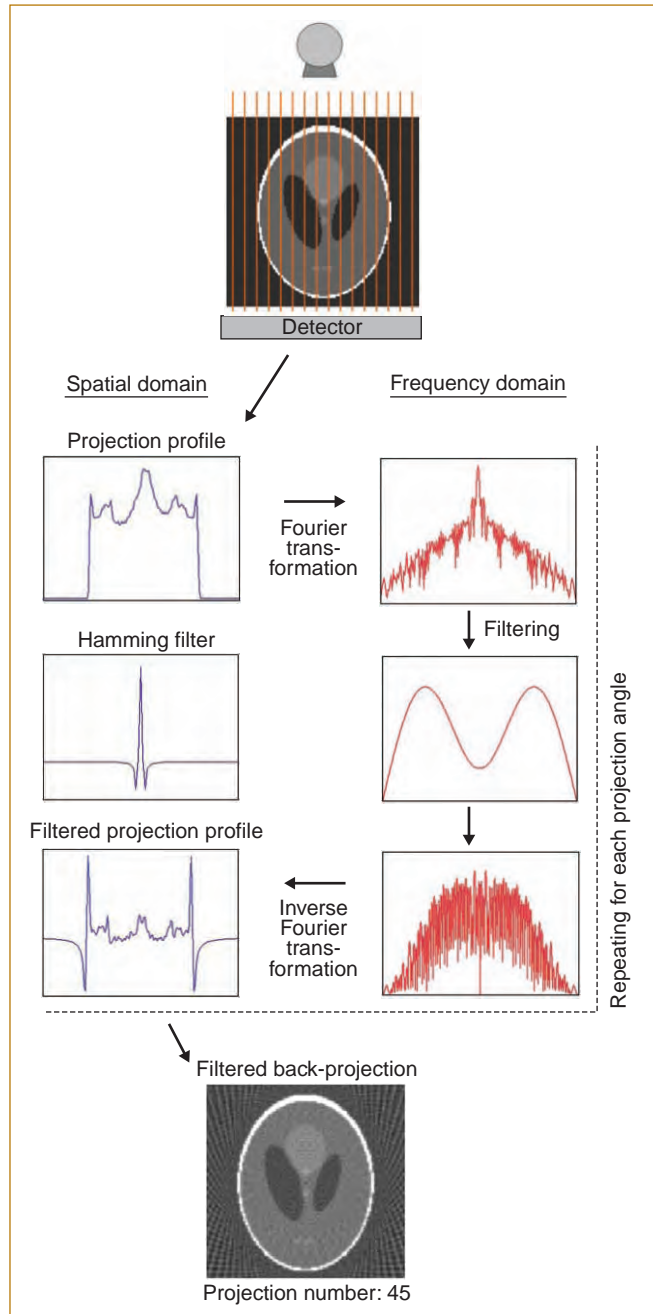 Detector
Spatial domain
Frequency domain
Projection profile
Fourier
trans-
formation
Filtering
Hamming filter
Filtered projection profile
Inverse
Fourier
trans-
formation
Repeating for each projection angle
Filtered back-projection
Projection number: 45